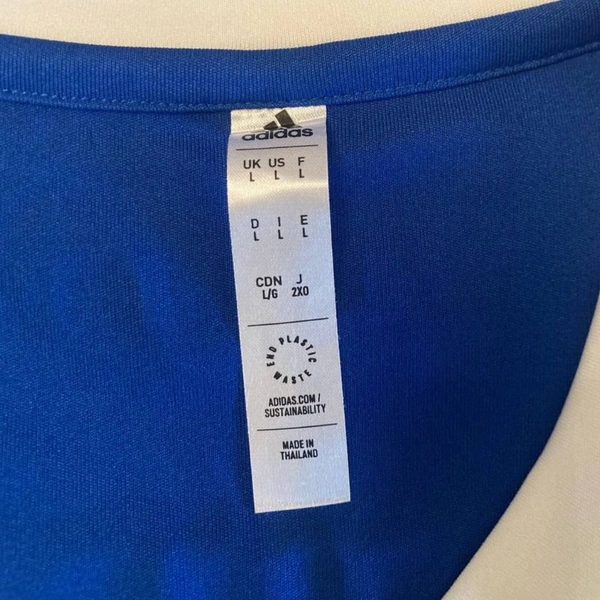 adidas
UK US F
L L L
D I E
L L L
CDN J
L/G 2XO
END PLASTIC WASTE
ADIDAS.COM/
SUSTAINABILITY
MADE IN
THAILAND